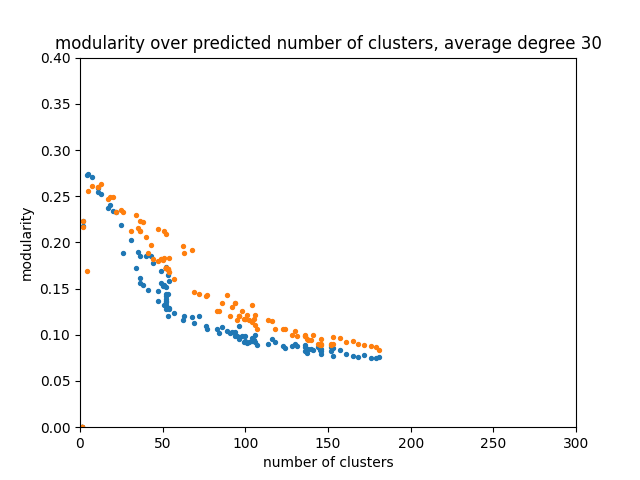 modularity over predicted number of clusters, average degree 30
0.40
0.35
0.30
0.25
0.20
0.15
0.10
0.05
0.00
modularity
0 50 100 150 200 250 300
number of clusters